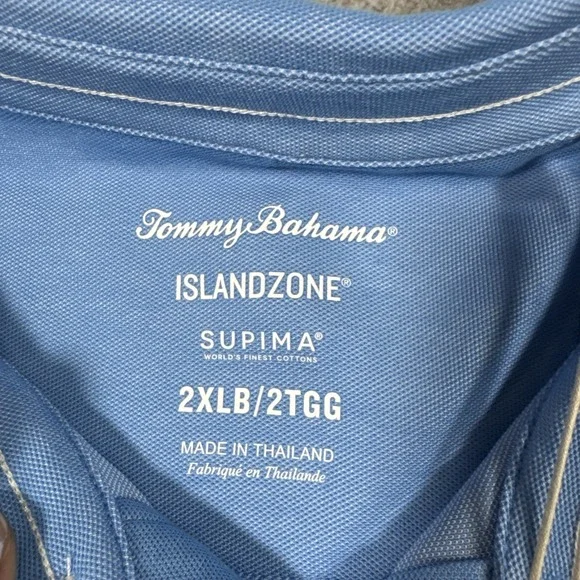 Tommy Bahama®
ISLANDZONE®
SUPIMA®
WORLD'S FINEST COTTONS
2XLB/2TGG
MADE IN THAILAND
Fabriqué en Thaïlande